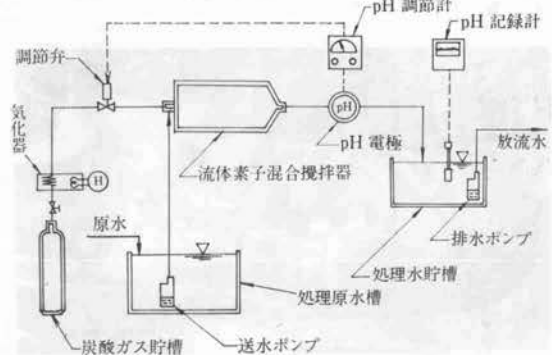 pH 調節計
pH 記録計
調節弁
気化器
H
pH
pH 電極
放流水
流体素子混合攪拌器
排水ポンプ
原水
処理水貯槽
処理原水槽
炭酸ガス貯槽
送水ポンプ